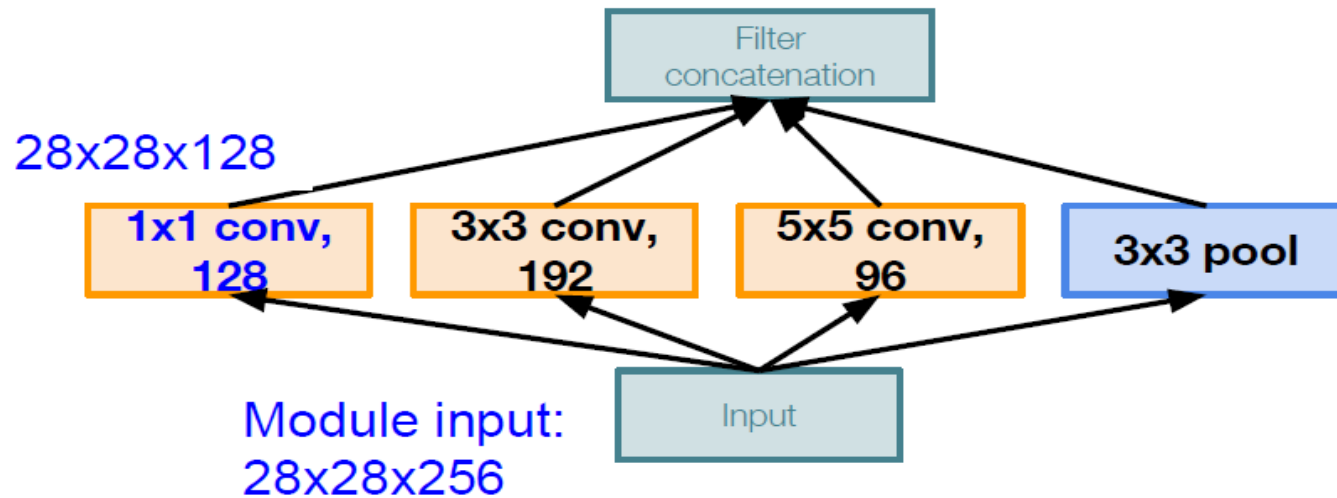 Filter
concatenation
28x28x128
1x1 conv,
128
3x3 conv,
192
5x5 conv,
96
3x3 pool
Input
Module input:
28x28x256